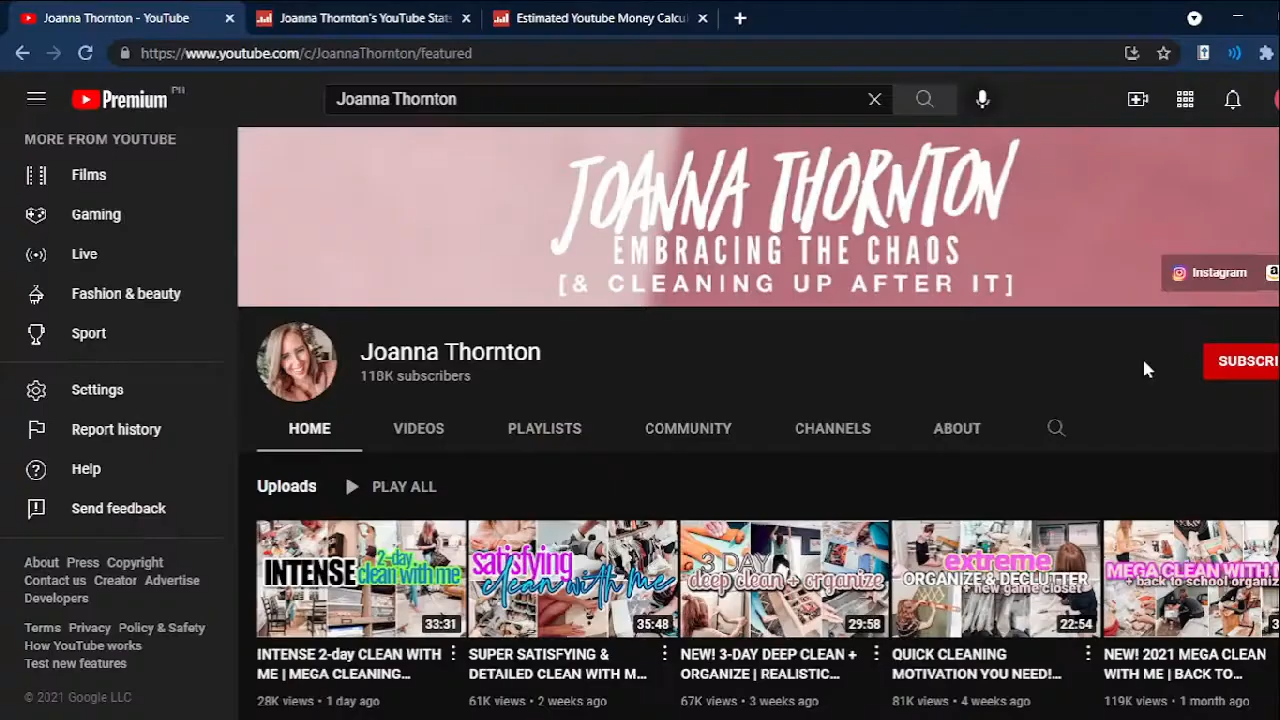 Joanna Thornton - YouTube
Joanna Thornton's YouTube Stats
Estimated Youtube Money Calcu
https://www.youtube.com/c/JoannaThornton/featured
Premium PH
Joanna Thornton
MORE FROM YOUTUBE
Films
Gaming
Live
Fashion & beauty
Sport
Settings
Report history
Help
Send feedback
About Press Copyright
Contact us Creator Advertise
Developers
Terms Privacy Policy & Safety
How YouTube works
Test new features
© 2021 Google LLC
JOANNA THORNTON
EMBRACING THE CHAOS
[& CLEANING UP AFTER IT]
Instagram
Joanna Thornton
118K subscribers
SUBSCRI
HOME
VIDEOS
PLAYLISTS
COMMUNITY
CHANNELS
ABOUT
Uploads
PLAY ALL
INTENSE 2-day clean with me
33:31
INTENSE 2-day CLEAN WITH
ME | MEGA CLEANING...
28K views • 1 day ago
satisfying
clean with me
35:48
SUPER SATISFYING &
DETAILED CLEAN WITH M...
61K views • 2 weeks ago
3 DAY
deep clean + organize
29:58
NEW! 3-DAY DEEP CLEAN +
ORGANIZE | REALISTIC...
67K views • 3 weeks ago
extreme
ORGANIZE & DECLUTTER
+ new game closet
22:54
QUICK CLEANING
MOTIVATION YOU NEED!...
81K views • 4 weeks ago
MEGA CLEAN WITH
+ back to school organiz
3
NEW! 2021 MEGA CLEAN
WITH ME | BACK TO...
119K views • 1 month ago